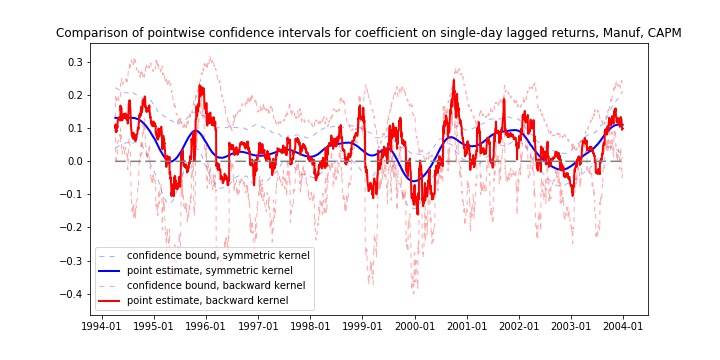 Comparison of pointwise confidence intervals for coefficient on single-day lagged returns, Manuf, CAPM
0.3
0.2
0.1
0.0
−0.1
−0.2
−0.3
−0.4
confidence bound, symmetric kernel
point estimate, symmetric kernel
confidence bound, backward kernel
point estimate, backward kernel
1994-01 1995-01 1996-01 1997-01 1998-01 1999-01 2000-01 2001-01 2002-01 2003-01 2004-01